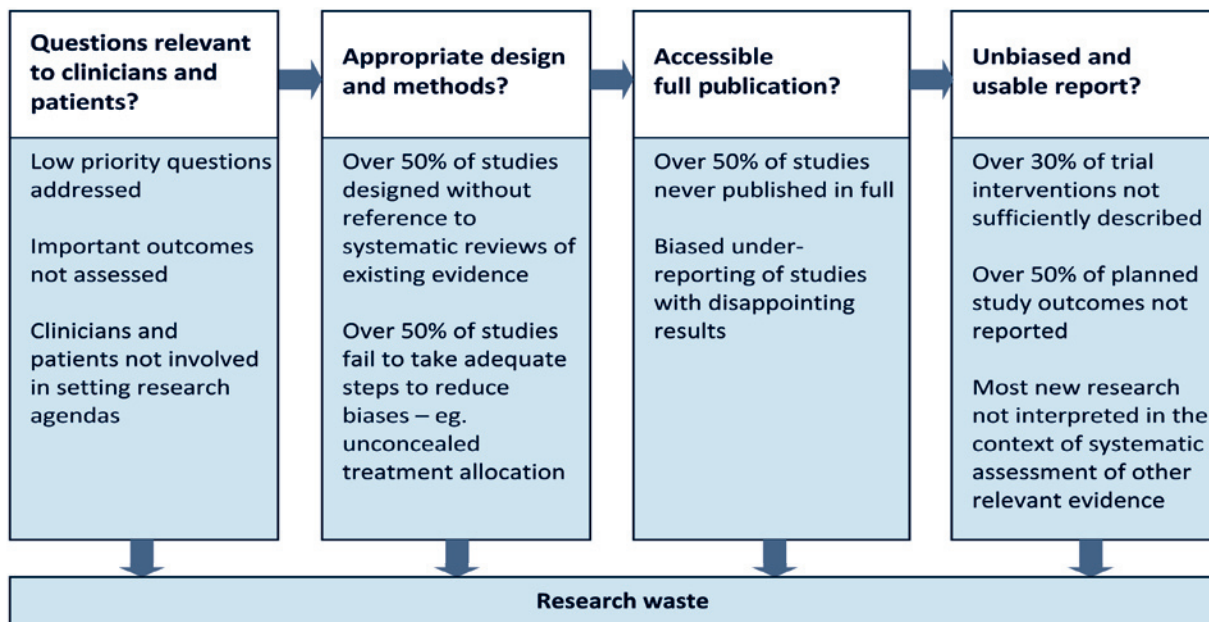 Questions relevant
to clinicians and
patients?
Low priority questions
addressed
Important outcomes
not assessed
Clinicians and
patients not involved
in setting research
agendas
Appropriate design
and methods?
Over 50% of studies
designed without
reference to
systematic reviews of
existing evidence
Over 50% of studies
fail to take adequate
steps to reduce
biases – eg.
unconcealed
treatment allocation
Accessible
full publication?
Over 50% of studies
never published in full
Biased under-
reporting of studies
with disappointing
results
Unbiased and
usable report?
Over 30% of trial
interventions not
sufficiently described
Over 50% of planned
study outcomes not
reported
Most new research
not interpreted in the
context of systematic
assessment of other
relevant evidence
Research waste